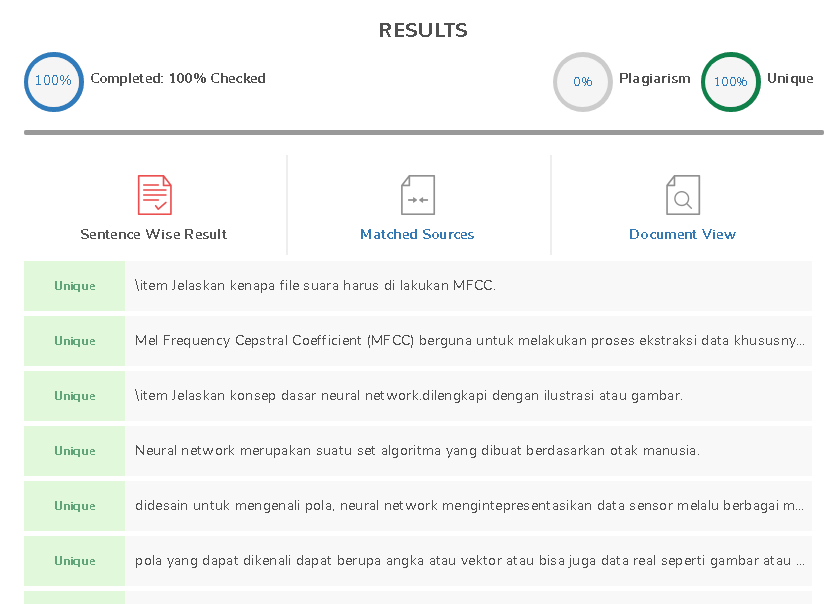 RESULTS
100% Completed: 100% Checked 0% Plagiarism 100% Unique
Sentence Wise Result Matched Sources Document View
Unique \item Jelaskan kenapa file suara harus di lakukan MFCC.
Unique Mel Frequency Cepstral Coefficient (MFCC) berguna untuk melakukan proses ekstraksi data khususny...
Unique \item Jelaskan konsep dasar neural network.dilengkapi dengan ilustrasi atau gambar.
Unique Neural network merupakan suatu set algoritma yang dibuat berdasarkan otak manusia.
Unique didesain untuk mengenali pola, neural network mengintepresentasikan data sensor melalu berbagai m...
Unique pola yang dapat dikenali dapat berupa angka atau vektor atau bisa juga data real seperti gambar atau ...